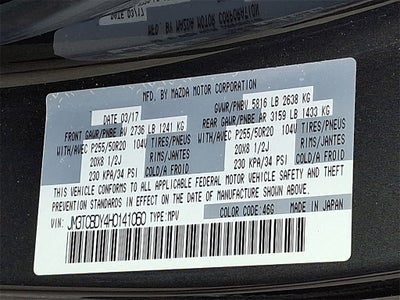 MFD. BY MAZDA MOTOR CORPORATION
DATE 03/17
GVWR/PNBV 5816 LB 2638 KG
FRONT GAWR/PNBE AV 2736 LB 1241 KG
REAR GAWR/PNBE AR 3159 LB 1433 KG
WITH/AVEC P255/50R20 104V TIRES/PNEUS
WITH/AVEC P255/50R20 104V TIRES/PNEUS
20X8 1/2J RIMS/JANTES
20X8 1/2J RIMS/JANTES
230 KPA/34 PSI COLD/A FROID
230 KPA/34 PSI COLD/A FROID
THIS VEHICLE CONFORMS TO ALL APPLICABLE FEDERAL MOTOR VEHICLE SAFETY AND THEFT
PREVENTION STANDARDS IN EFFECT ON THE DATE OF MANUFACTURE SHOWN ABOVE.
VIN: JM3TCBDY4H0141060 TYPE:MPV
COLOR CODE:46G MADE IN JAPAN